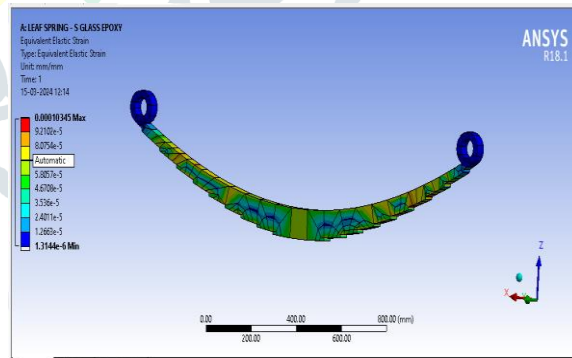 A: LEAF SPRING - S GLASS EPOXY
Equivalent Elastic Strain
Type: Equivalent Elastic Strain
Unit: mm/mm
Time: 1
15-03-2024 12:14
ANSYS
R18.1
0.00010345 Max
9.2102e-5
8.0754e-5
Automatic
5.8057e-5
4.6708e-5
3.536e-5
2.4011e-5
1.2663e-5
1.3144e-6 Min
Z
X
0.00 400.00 800.00 (mm)
200.00 600.00